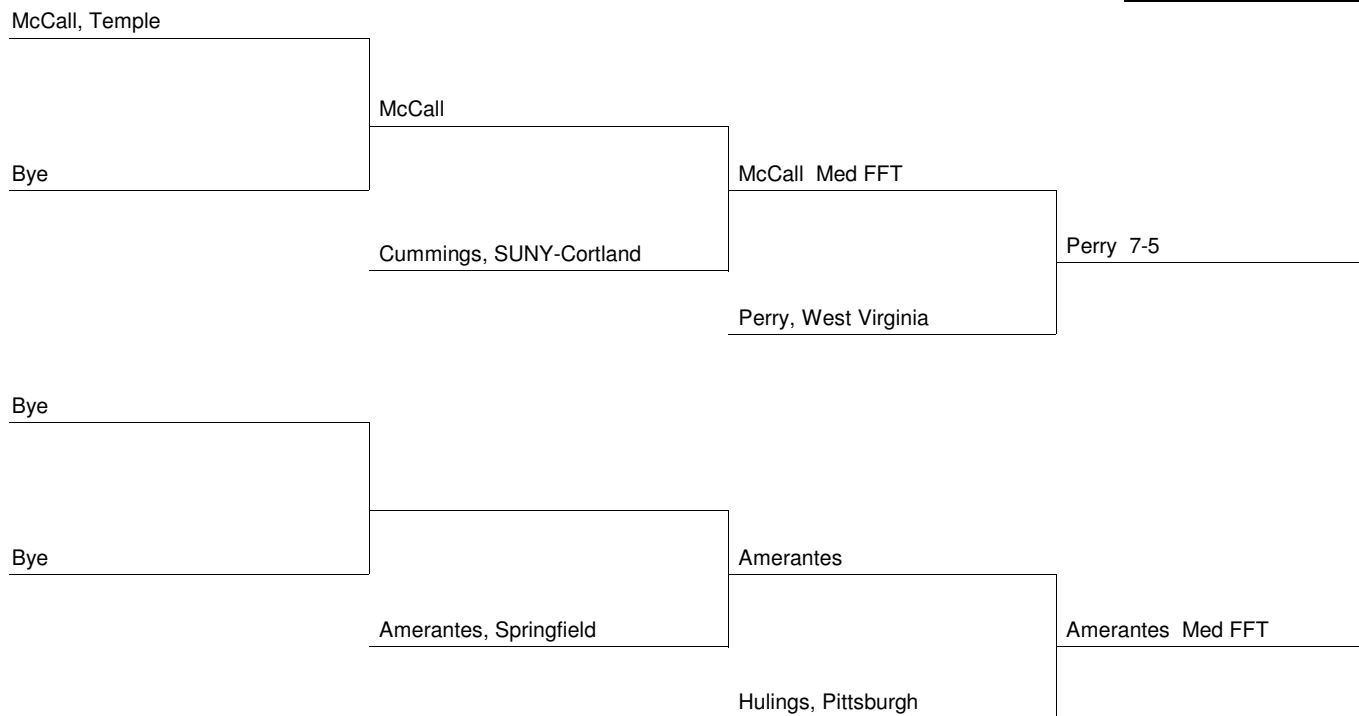 McCall, Temple
McCall
Bye
McCall  Med FFT
Perry  7-5
Cummings, SUNY-Cortland
Perry, West Virginia
Bye
Bye
Amerantes
Amerantes, Springfield
Amerantes  Med FFT
Hulings, Pittsburgh